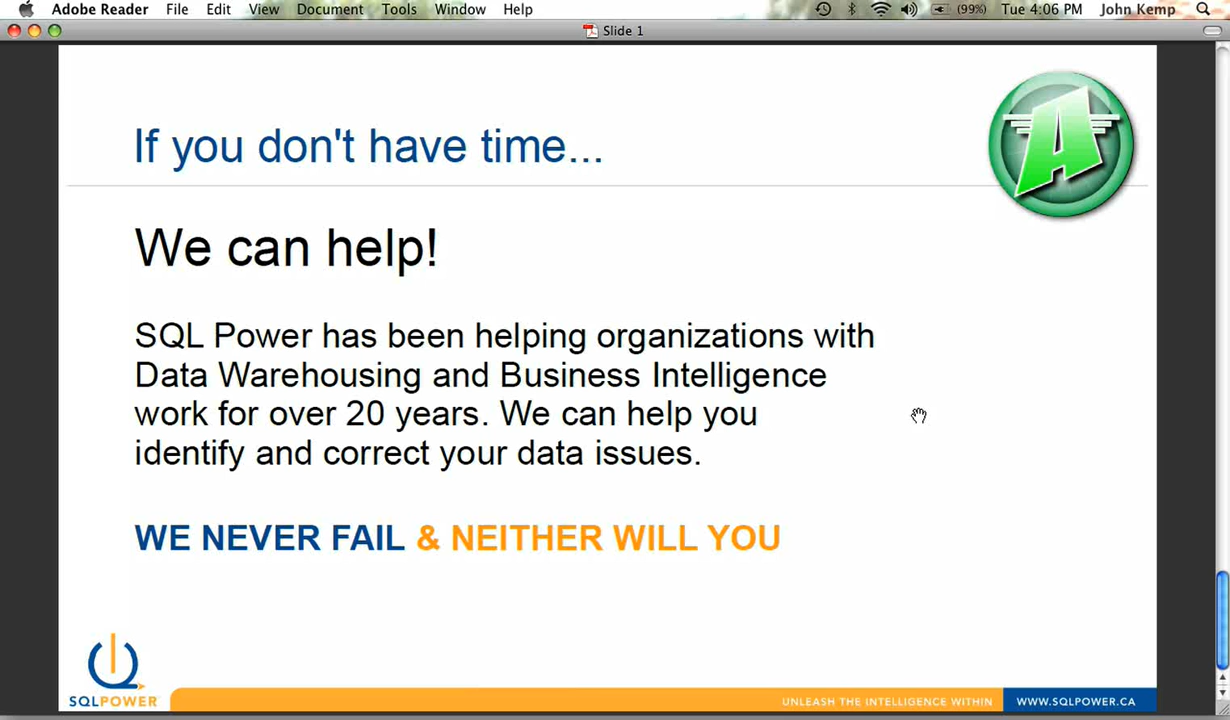 Adobe Reader File Edit View Document Tools Window Help (99%) Tue 4:06 PM John Kemp
Slide 1
If you don't have time...
A
We can help!
SQL Power has been helping organizations with
Data Warehousing and Business Intelligence
work for over 20 years. We can help you
identify and correct your data issues.
WE NEVER FAIL & NEITHER WILL YOU
SQLPOWER
UNLEASH THE INTELLIGENCE WITHIN WWW.SQLPOWER.CA